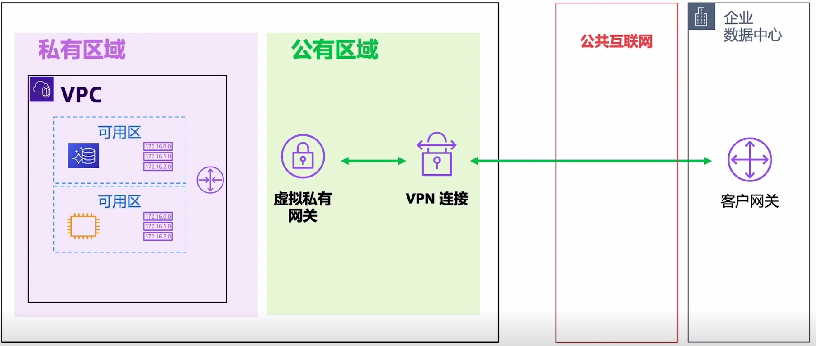 私有区域
公有区域
公共互联网
企业
数据中心
VPC
可用区
172.16.0.0
172.16.1.0
172.16.2.0
可用区
172.16.0.0
172.16.1.0
172.16.2.0
虚拟私有
网关
VPN 连接
客户网关